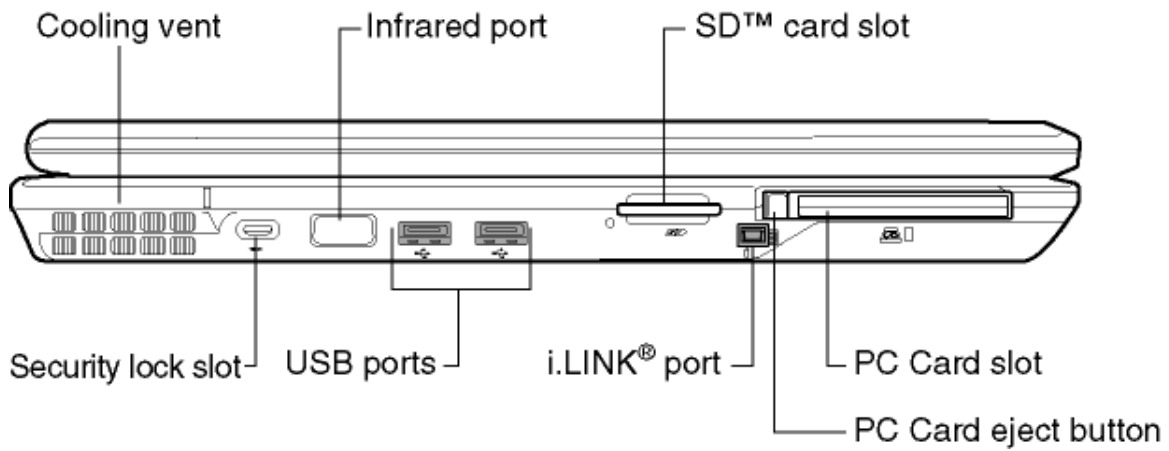 Cooling vent
Infrared port
SD™ card slot
Security lock slot
USB ports
i.LINK® port
PC Card slot
PC Card eject button